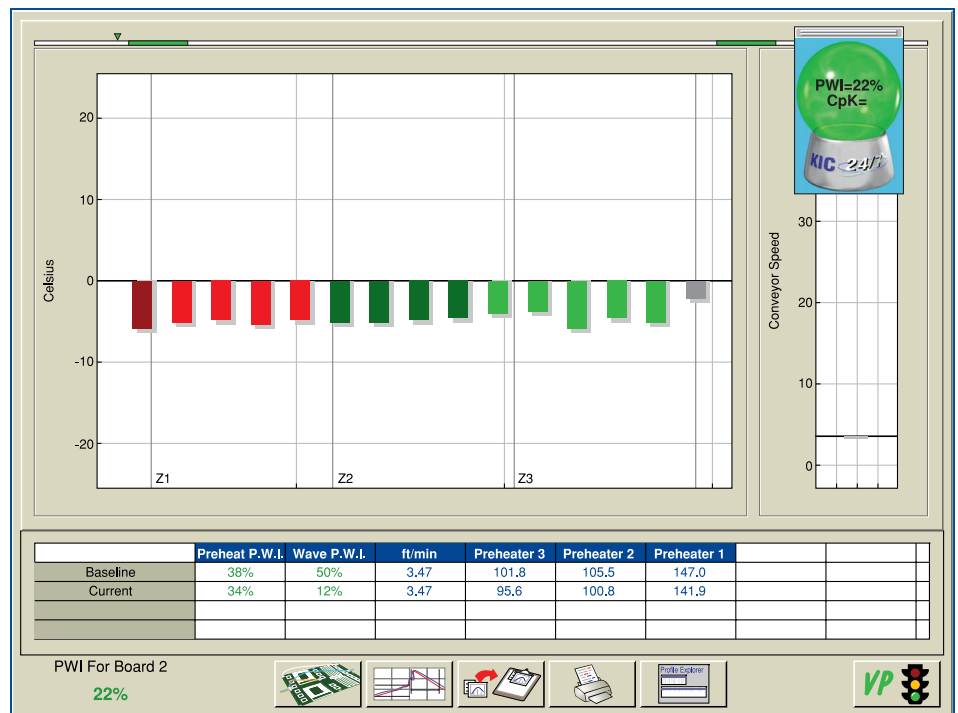 PWI=22%
CpK=
KIC 24/7
20
10
0
-10
-20
Celsius
Z1 Z2 Z3
30
20
10
0
Conveyor Speed
Preheat P.W.I. Wave P.W.I. ft/min Preheater 3 Preheater 2 Preheater 1
Baseline 38% 50% 3.47 101.8 105.5 147.0
Current 34% 12% 3.47 95.6 100.8 141.9
PWI For Board 2
22%
Profile Explorer
VP